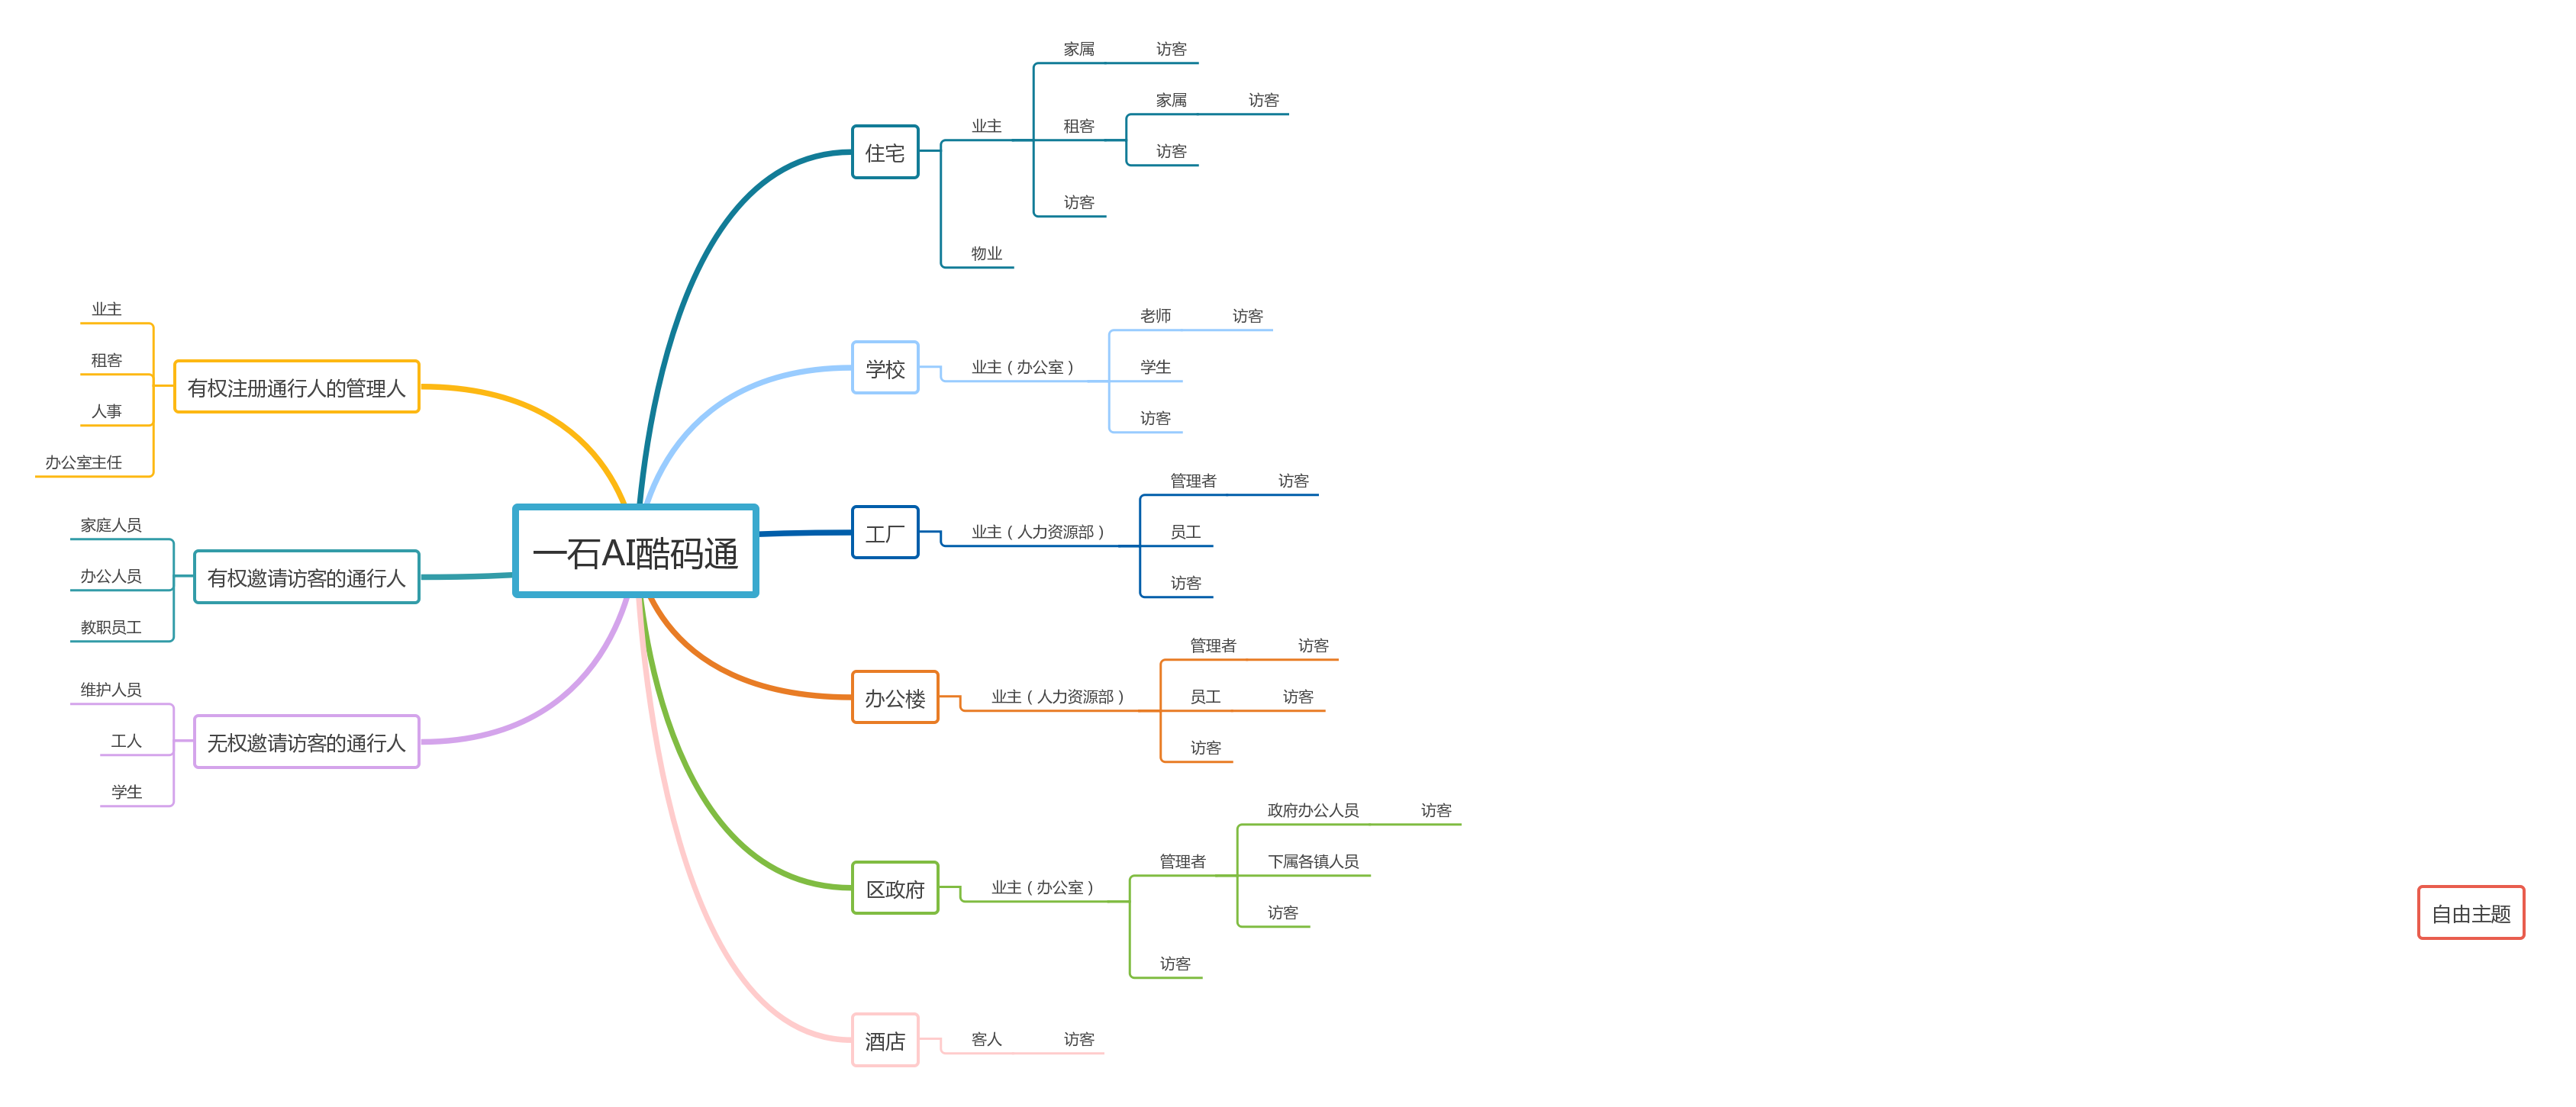 一石AI酷码通
住宅
业主
家属
访客
租客
家属
访客
访客
访客
物业
学校
业主（办公室）
老师
访客
学生
访客
工厂
业主（人力资源部）
管理者
访客
员工
访客
办公楼
业主（人力资源部）
管理者
访客
员工
访客
访客
区政府
业主（办公室）
管理者
政府办公人员
访客
下属各镇人员
访客
访客
酒店
客人
访客
有权注册通行人的管理人
业主
租客
人事
办公室主任
有权邀请访客的通行人
家庭人员
办公人员
教职员工
无权邀请访客的通行人
维护人员
工人
学生
自由主题